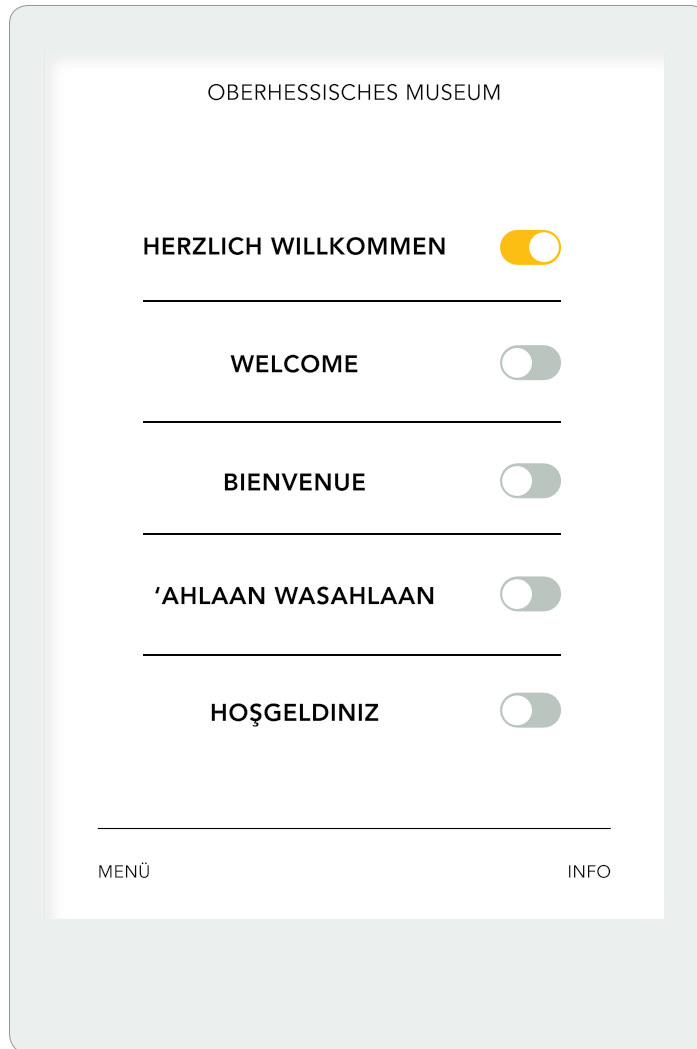 OBERHESSISCHES MUSEUM
HERZLICH WILLKOMMEN
WELCOME
BIENVENUE
‘AHLAAN WASAHLAAN
HOŞGELDINIZ
MENÜ
INFO